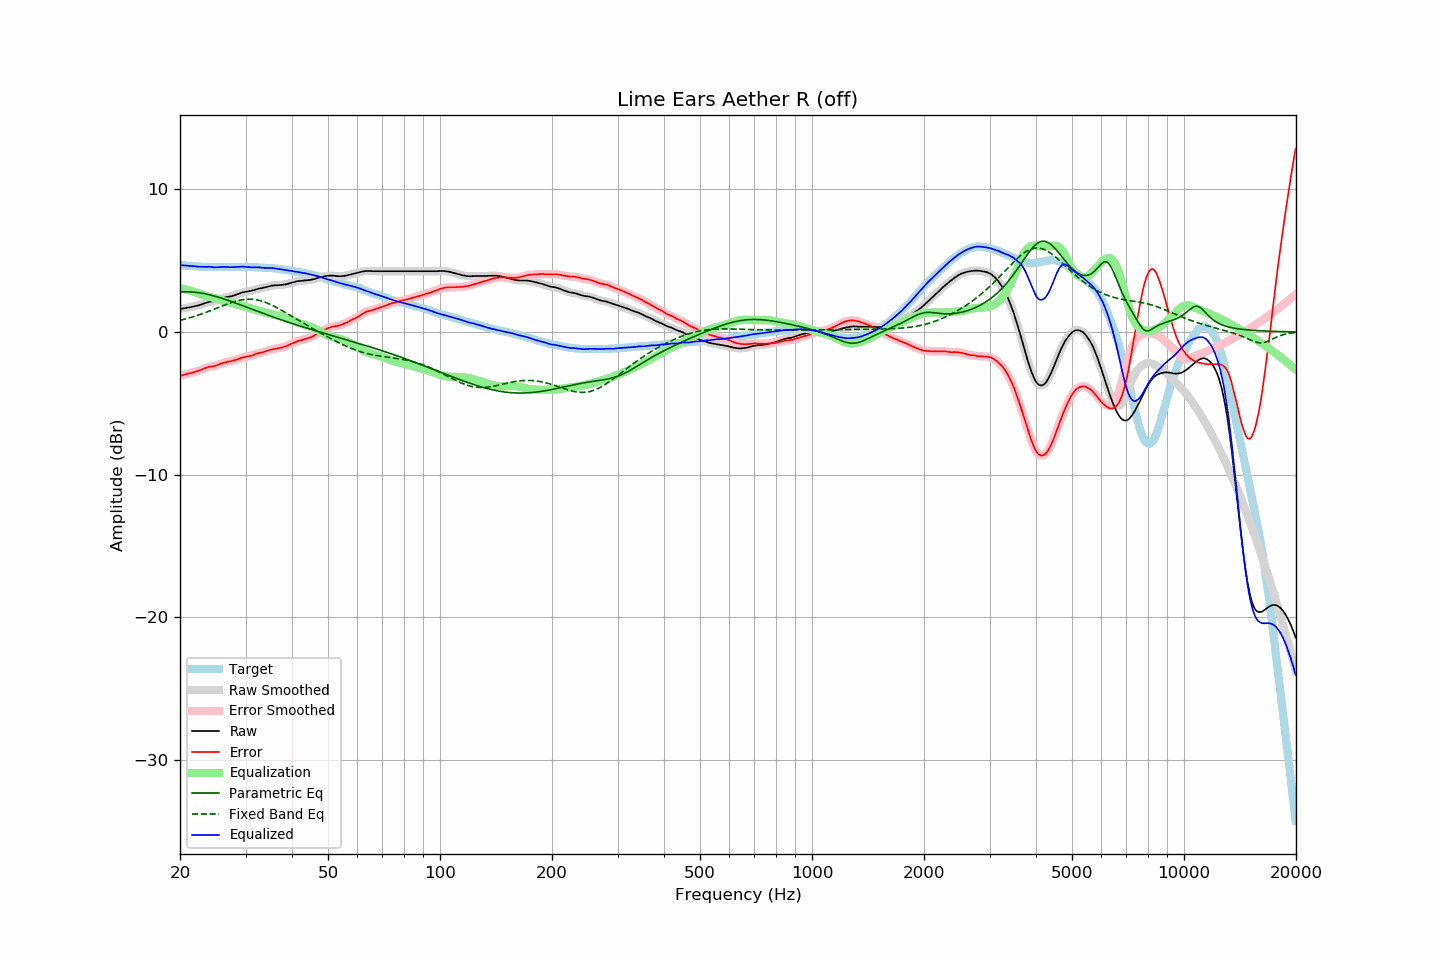 Lime Ears Aether R (off)
Amplitude (dBr)
10
0
−10
−20
−30
Target
Raw Smoothed
Error Smoothed
Raw
Error
Equalization
Parametric Eq
Fixed Band Eq
Equalized
20 50 100 200 500 1000 2000 5000 10000 20000
Frequency (Hz)